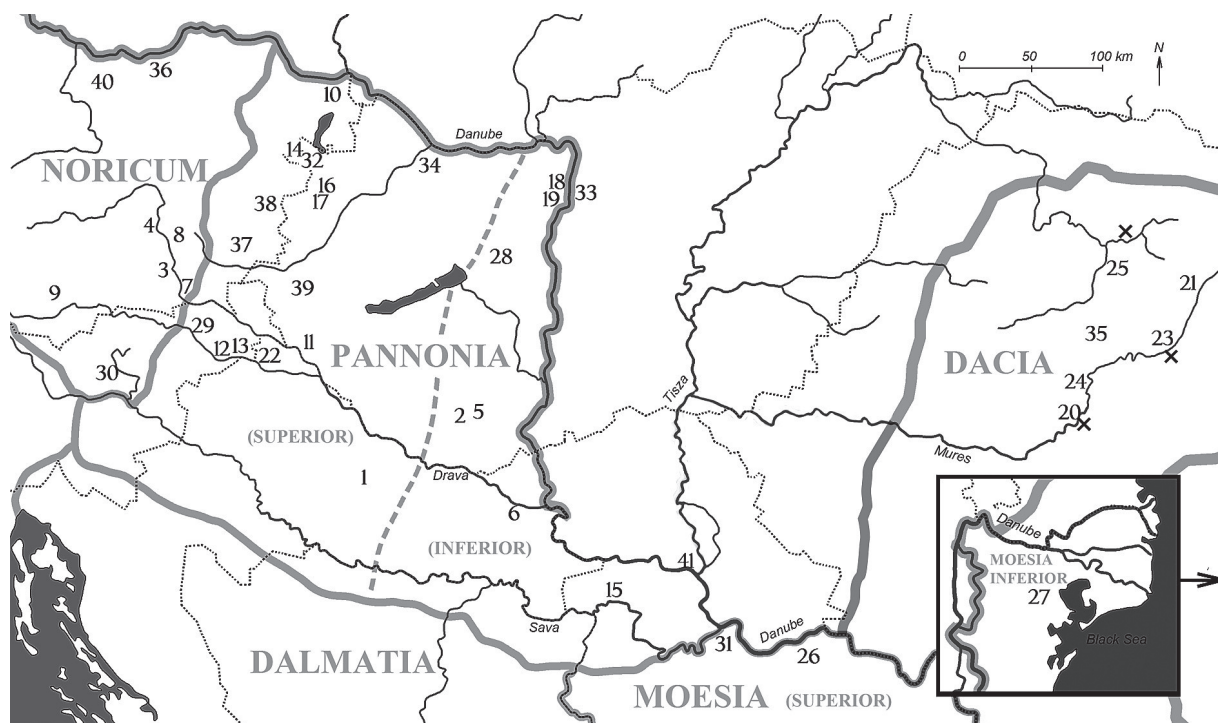 0 50 100 km
N
40
36
10
Danube
14
32
34
NORICUM
16
17
18
19
33
38
4
8
37
28
25
3
7
39
21
9
29
11
35
23
12
13
22
PANNONIA
DACIA
30
24
Tisza
2
5
20
(SUPERIOR)
Mures
Drava
1
6
(INFERIOR)
Danube
MOESIA
INFERIOR
27
Black Sea
41
15
Sava
31
Danube
26
DALMATIA
MOESIA (SUPERIOR)